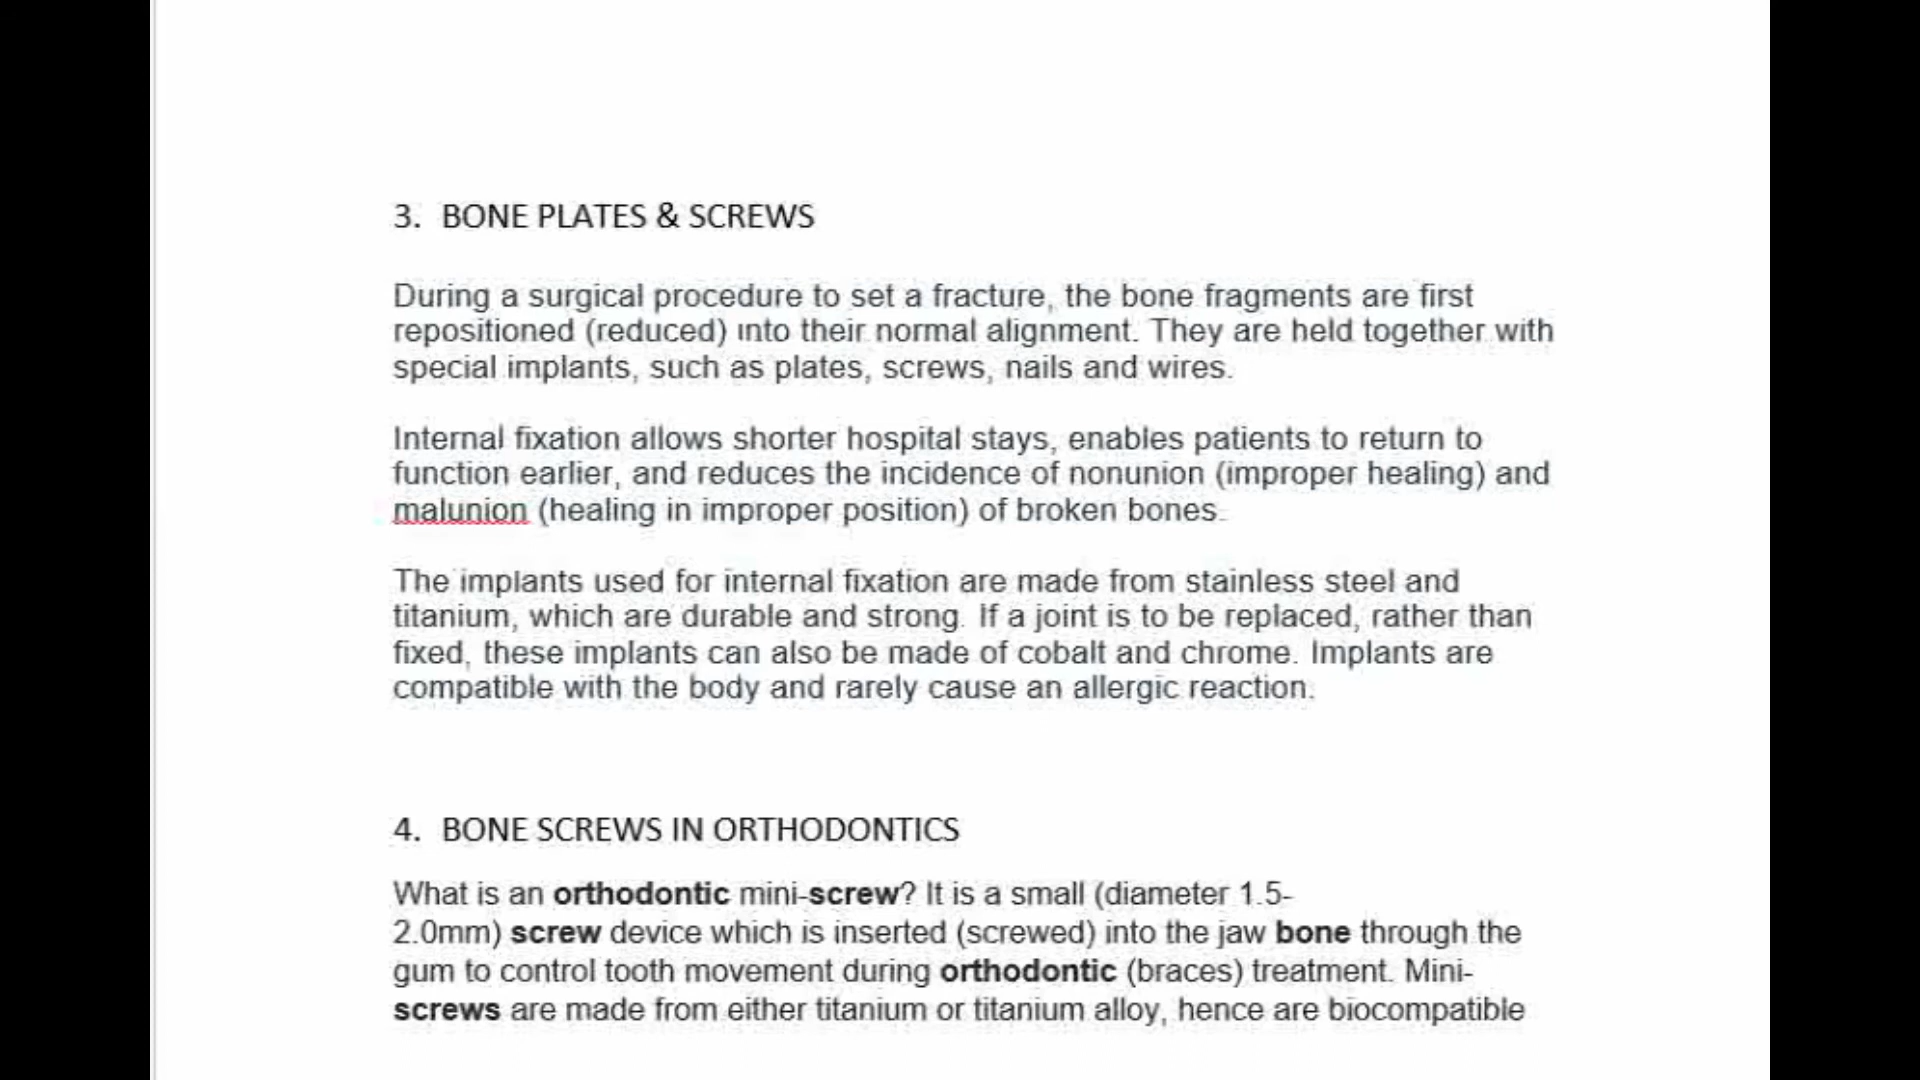 3. BONE PLATES & SCREWS
During a surgical procedure to set a fracture, the bone fragments are first
repositioned (reduced) into their normal alignment. They are held together with
special implants, such as plates, screws, nails and wires.
Internal fixation allows shorter hospital stays, enables patients to return to
function earlier, and reduces the incidence of nonunion (improper healing) and
malunion (healing in improper position) of broken bones.
The implants used for internal fixation are made from stainless steel and
titanium, which are durable and strong. If a joint is to be replaced, rather than
fixed, these implants can also be made of cobalt and chrome. Implants are
compatible with the body and rarely cause an allergic reaction.
4. BONE SCREWS IN ORTHODONTICS
What is an orthodontic mini-screw? It is a small (diameter 1.5-
2.0mm) screw device which is inserted (screwed) into the jaw bone through the
gum to control tooth movement during orthodontic (braces) treatment. Mini-
screws are made from either titanium or titanium alloy, hence are biocompatible